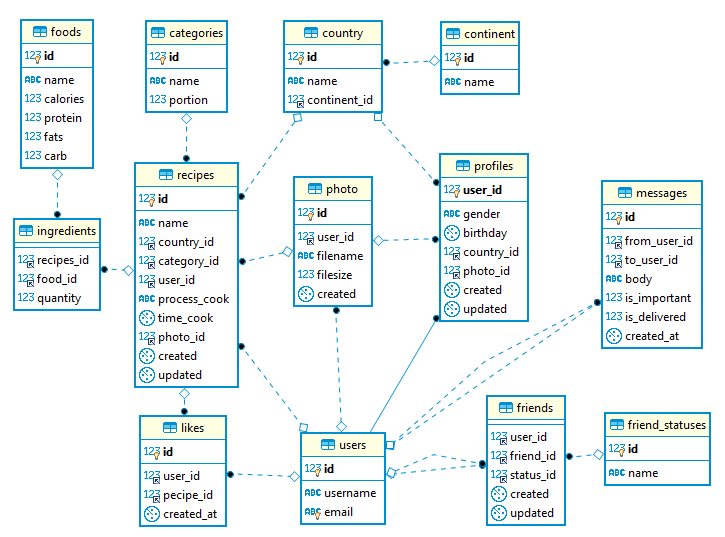 foods
123 id
ABC name
123 calories
123 protein
123 fats
123 carb
categories
123 id
ABC name
123 portion
country
123 id
ABC name
123 continent_id
continent
123 id
ABC name
recipes
123 id
ABC name
123 country_id
123 category_id
123 user_id
ABC process_cook
time_cook
123 photo_id
created
updated
photo
123 id
123 user_id
ABC filename
123 filesize
created
profiles
123 user_id
ABC gender
birthday
123 country_id
123 photo_id
created
updated
messages
123 id
123 from_user_id
123 to_user_id
ABC body
123 is_important
123 is_delivered
created_at
ingredients
123 recipes_id
123 food_id
123 quantity
likes
123 id
123 user_id
123 pecipe_id
created_at
users
123 id
ABC username
ABC email
friends
123 user_id
123 friend_id
123 status_id
created
updated
friend_statuses
123 id
ABC name